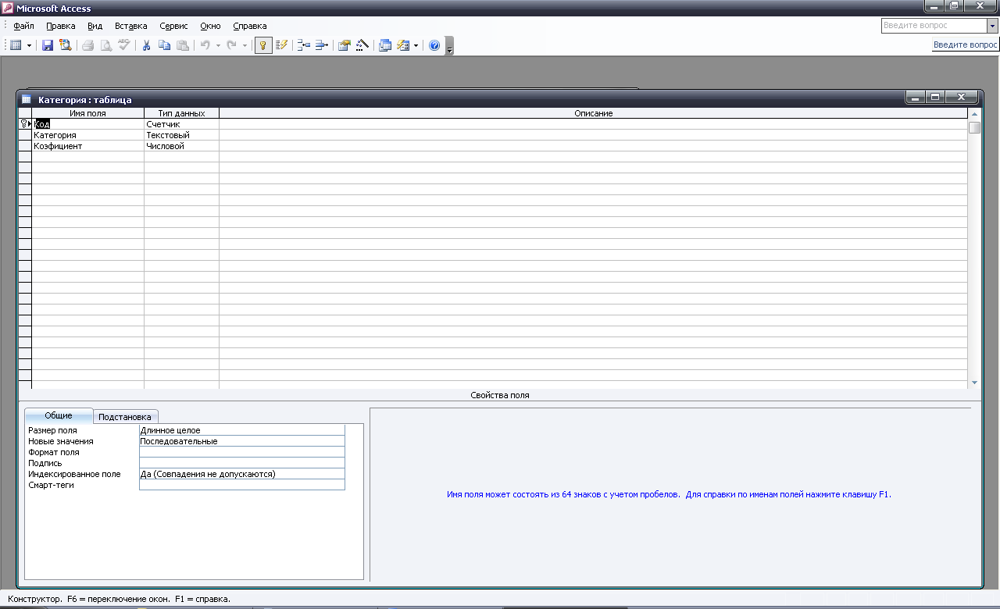 Microsoft Access
Файл Правка Вид Вставка Сервис Окно Справка
Введите вопрос
Введите вопрос
Категория : таблица
Имя поля Тип данных Описание
Код Счетчик
Категория Текстовый
Коэфициент Числовой
Свойства поля
Общие Подстановка
Размер поля Длинное целое
Новые значения Последовательные
Формат поля
Подпись
Индексированное поле Да (Совпадения не допускаются)
Смарт-теги
Имя поля может состоять из 64 знаков с учетом пробелов. Для справки по именам полей нажмите клавишу F1.
Конструктор. F6 = переключение окон. F1 = справка.